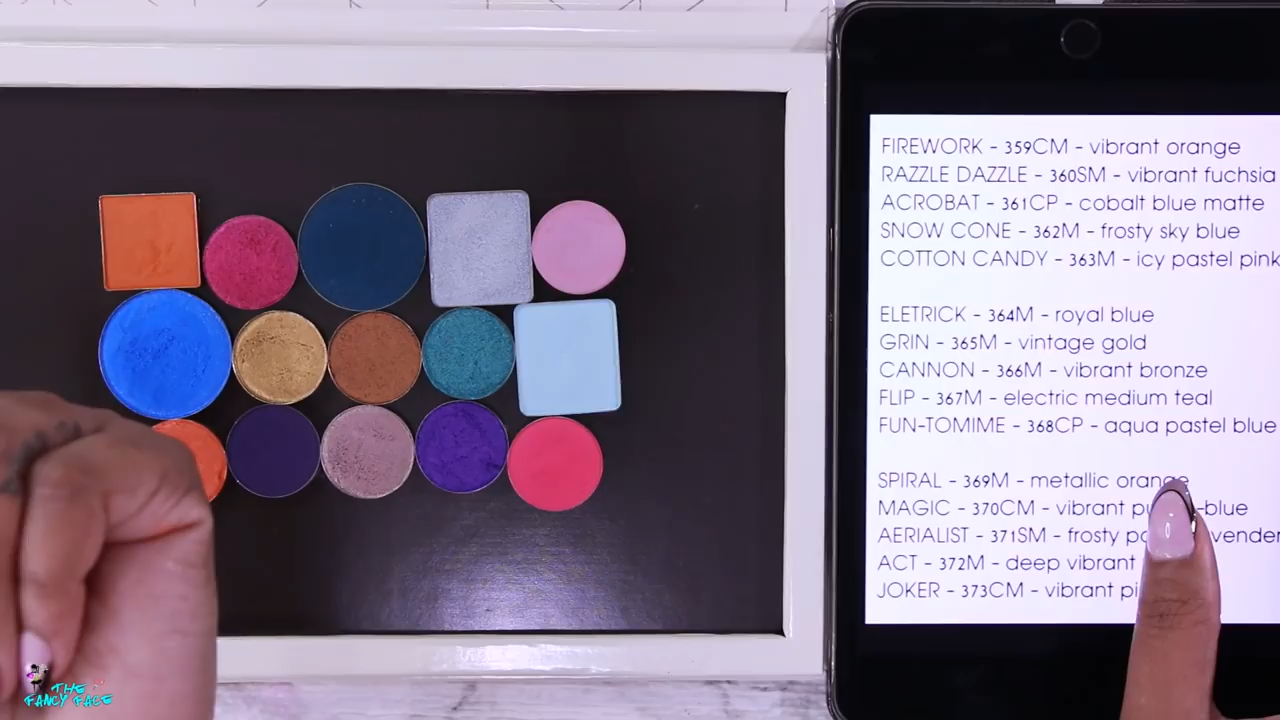 FIREWORK - 359CM - vibrant orange
RAZZLE DAZZLE - 360SM - vibrant fuchsia
ACROBAT - 361CP - cobalt blue matte
SNOW CONE - 362M - frosty sky blue
COTTON CANDY - 363M - icy pastel pink
ELETRICK - 364M - royal blue
GRIN - 365M - vintage gold
CANNON - 366M - vibrant bronze
FLIP - 367M - electric medium teal
FUN-TOMIME - 368CP - aqua pastel blue
SPIRAL - 369M - metallic orange
MAGIC - 370CM - vibrant -blue
AERIALIST - 371SM - frosty
ACT - 372M - deep vibrant
JOKER - 373CM - vibrant
THE
FANCY FACE